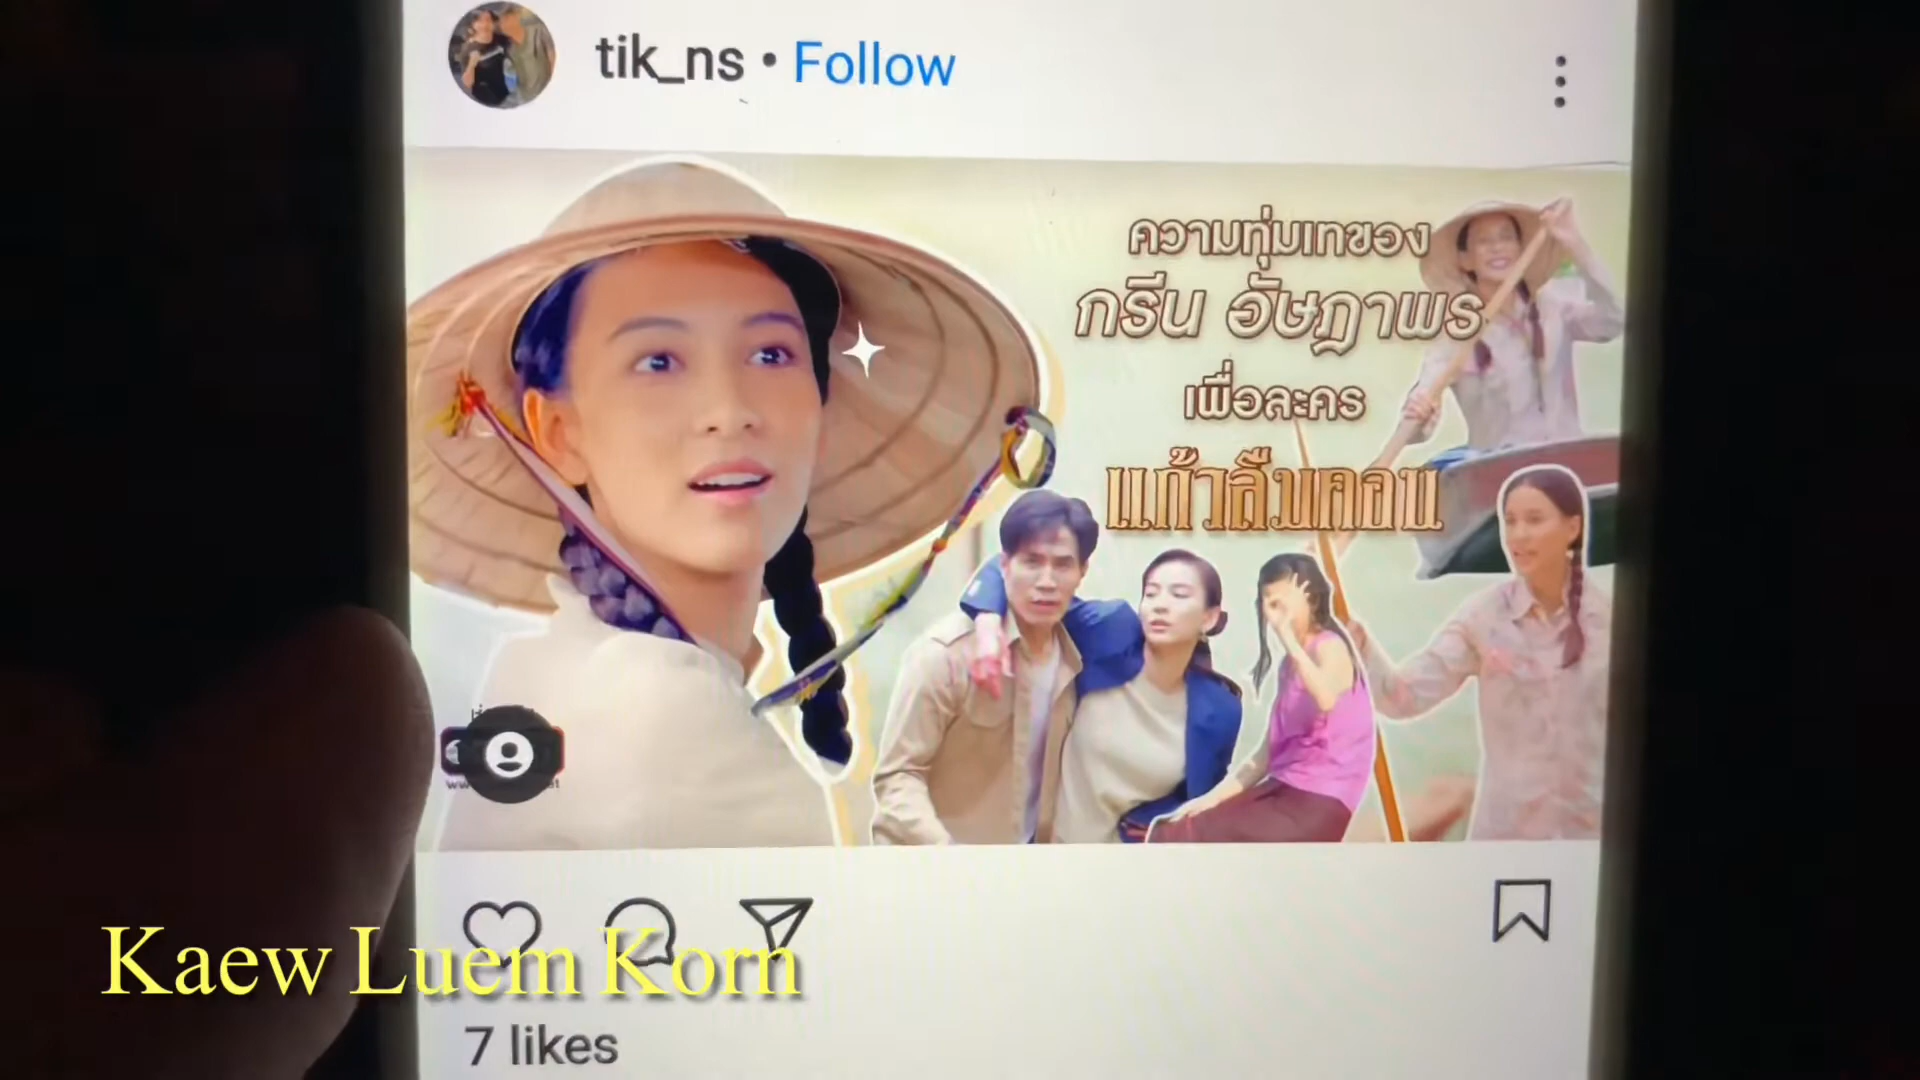 tik_ns • Follow
ความทุ่มเทของ
กรีน อัษฎาพร
เพื่อละคร
แก้วลืมคอน
Kaew Luem Korn
7 likes